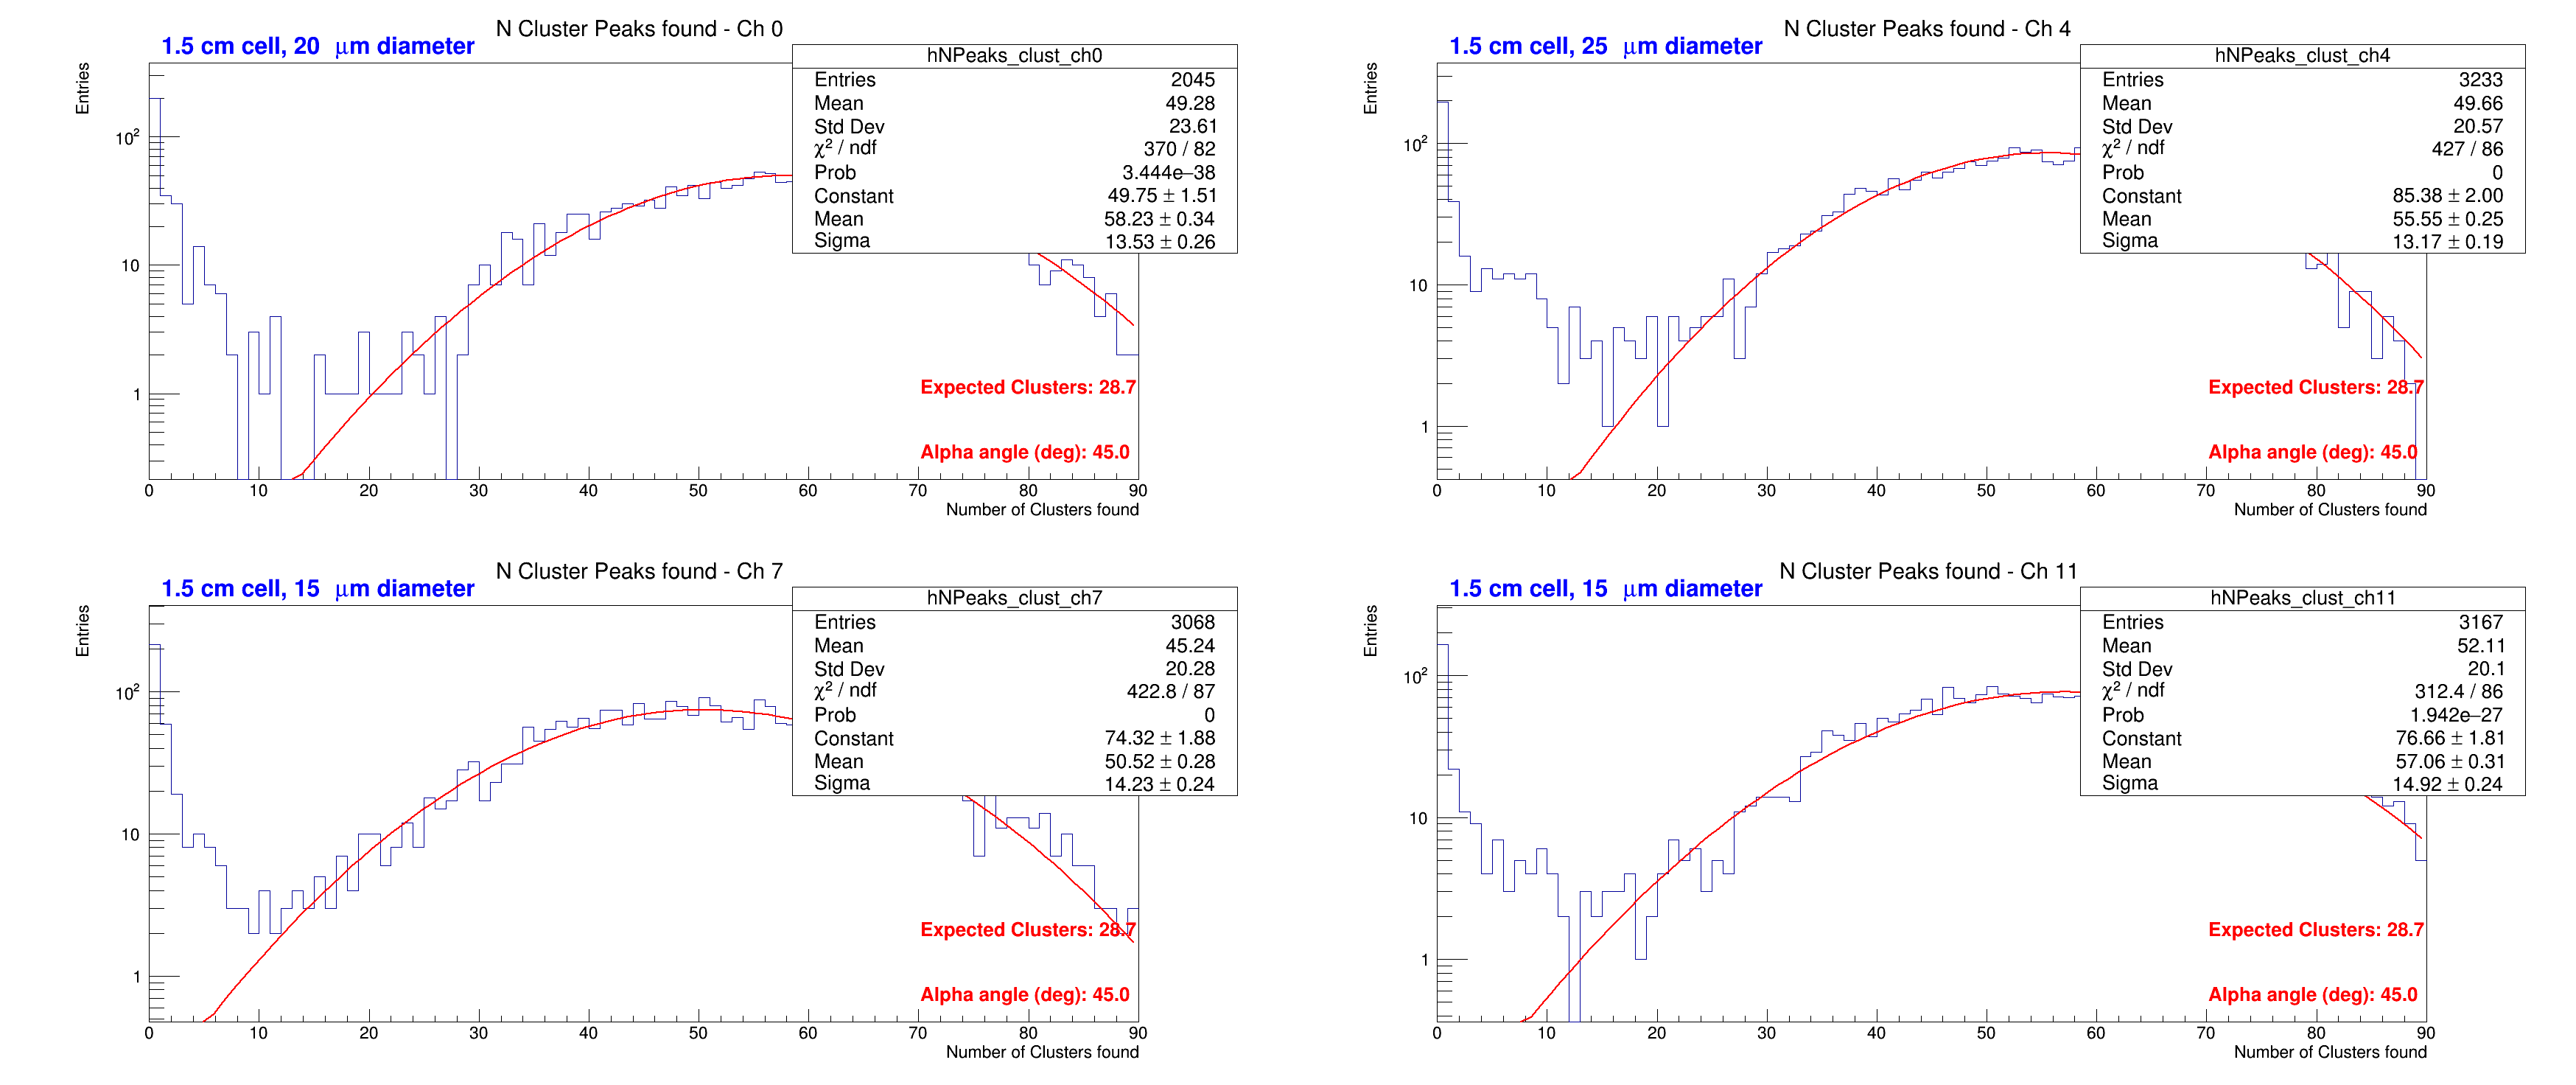 N Cluster Peaks found - Ch 0
1.5 cm cell, 20 μm diameter
hNPeaks_clust_ch0
Entries 2045
Mean 49.28
Std Dev 23.61
χ² / ndf 370 / 82
Prob 3.444e–38
Constant 49.75 ± 1.51
Mean 58.23 ± 0.34
Sigma 13.53 ± 0.26
Entries
10²
10
1
Expected Clusters: 28.7
Alpha angle (deg): 45.0
0 10 20 30 40 50 60 70 80 90
Number of Clusters found
N Cluster Peaks found - Ch 4
1.5 cm cell, 25 μm diameter
hNPeaks_clust_ch4
Entries 3233
Mean 49.66
Std Dev 20.57
χ² / ndf 427 / 86
Prob 0
Constant 85.38 ± 2.00
Mean 55.55 ± 0.25
Sigma 13.17 ± 0.19
Entries
10²
10
1
Expected Clusters: 28.7
Alpha angle (deg): 45.0
0 10 20 30 40 50 60 70 80 90
Number of Clusters found
N Cluster Peaks found - Ch 7
1.5 cm cell, 15 μm diameter
hNPeaks_clust_ch7
Entries 3068
Mean 45.24
Std Dev 20.28
χ² / ndf 422.8 / 87
Prob 0
Constant 74.32 ± 1.88
Mean 50.52 ± 0.28
Sigma 14.23 ± 0.24
Entries
10²
10
1
Expected Clusters: 28.7
Alpha angle (deg): 45.0
0 10 20 30 40 50 60 70 80 90
Number of Clusters found
N Cluster Peaks found - Ch 11
1.5 cm cell, 15 μm diameter
hNPeaks_clust_ch11
Entries 3167
Mean 52.11
Std Dev 20.1
χ² / ndf 312.4 / 86
Prob 1.942e–27
Constant 76.66 ± 1.81
Mean 57.06 ± 0.31
Sigma 14.92 ± 0.24
Entries
10²
10
1
Expected Clusters: 28.7
Alpha angle (deg): 45.0
0 10 20 30 40 50 60 70 80 90
Number of Clusters found